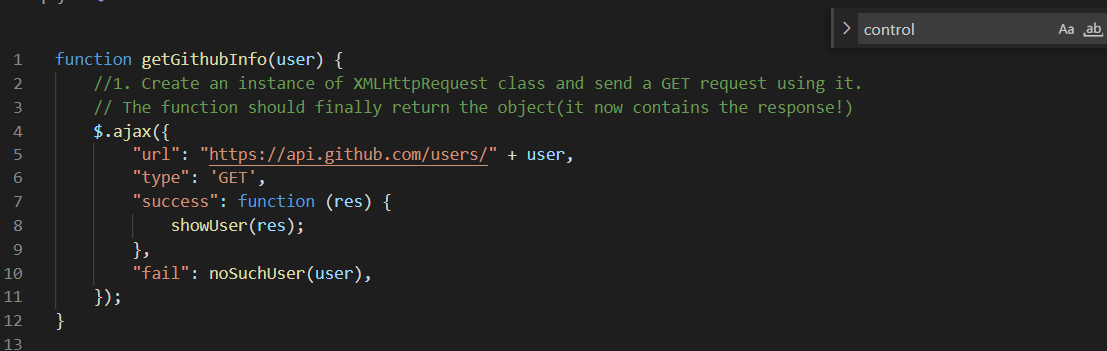 control Aa ab
1 function getGithubInfo(user) {
2 //1. Create an instance of XMLHttpRequest class and send a GET request using it.
3 // The function should finally return the object(it now contains the response!)
4 $.ajax({
5 "url": "https://api.github.com/users/" + user,
6 "type": 'GET',
7 "success": function (res) {
8 showUser(res);
9 },
10 "fail": noSuchUser(user),
11 });
12 }
13